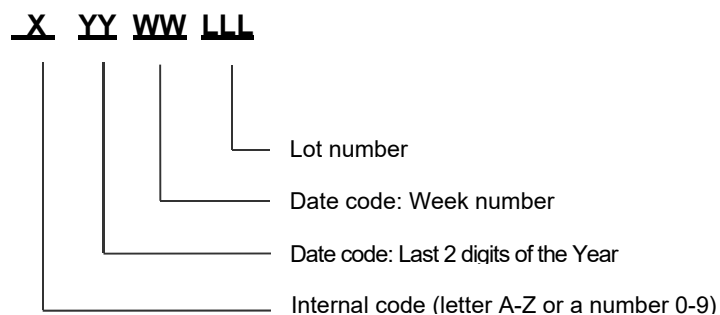 X YY WW LLL
Lot number
Date code: Week number
Date code: Last 2 digits of the Year
Internal code (letter A-Z or a number 0-9)